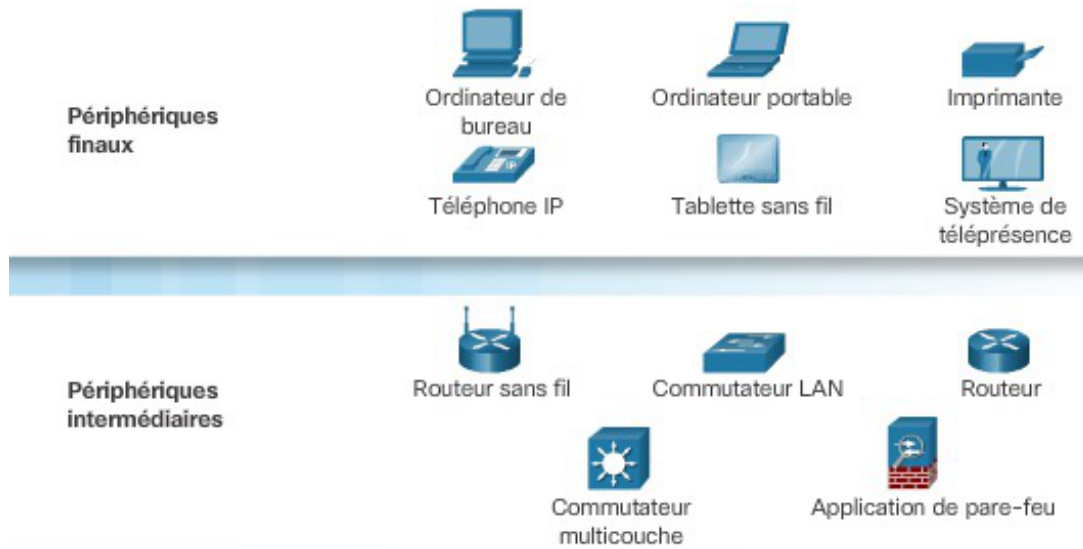 Périphériques
finaux
Ordinateur de
bureau
Ordinateur portable
Imprimante
Téléphone IP
Tablette sans fil
Système de
téléprésence
Périphériques
intermédiaires
Routeur sans fil
Commutateur LAN
Routeur
Commutateur
multicouche
Application de pare-feu